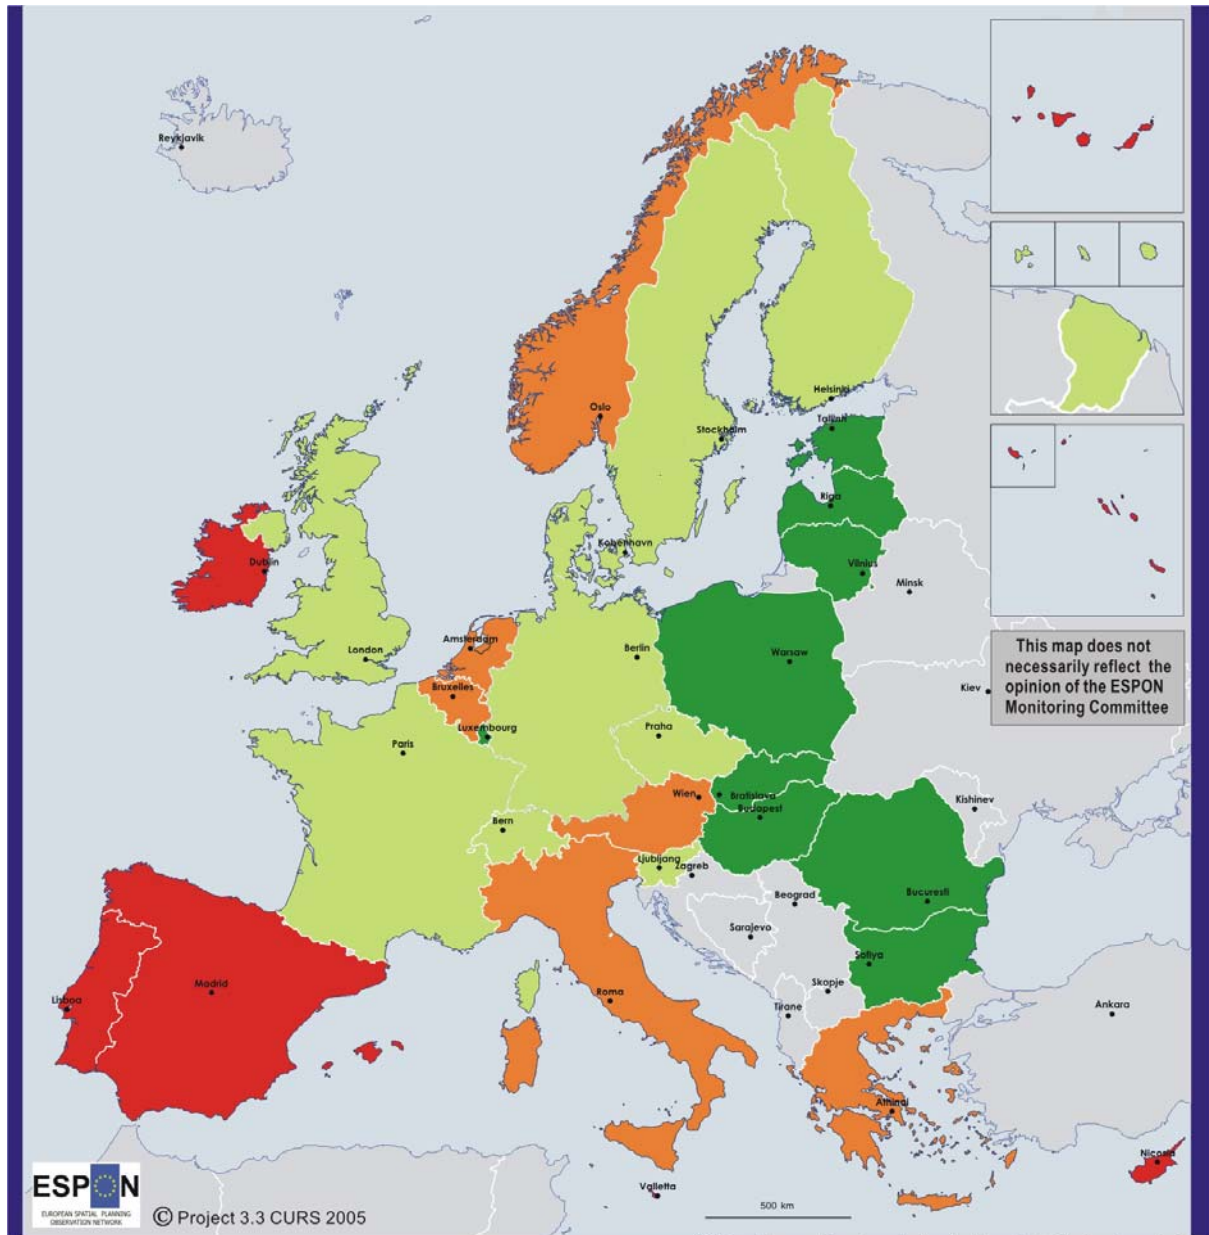 Reykjavik
Oslo
Helsinki
Tallinn
Stockholm
Riga
Kobenhavn
Vilnius
Dublin
Minsk
Amsterdam
London
Berlin
Warsaw
This map does not
necessarily reflect the
opinion of the ESPON
Monitoring Committee
Kiev
Bruxelles
Luxembourg
Praha
Paris
Wien
Bratislava
Budapest
Kishinev
Bern
Ljubijang
Zagreb
Beograd
Bucuresti
Sarajevo
Sofiya
Madrid
Skopje
Lisboa
Roma
Tirane
Ankara
Athinai
Nicosia
Valletta
ESPON
EUROPEAN SPATIAL PLANNING
OBSERVATION NETWORK
© Project 3.3 CURS 2005
500 km